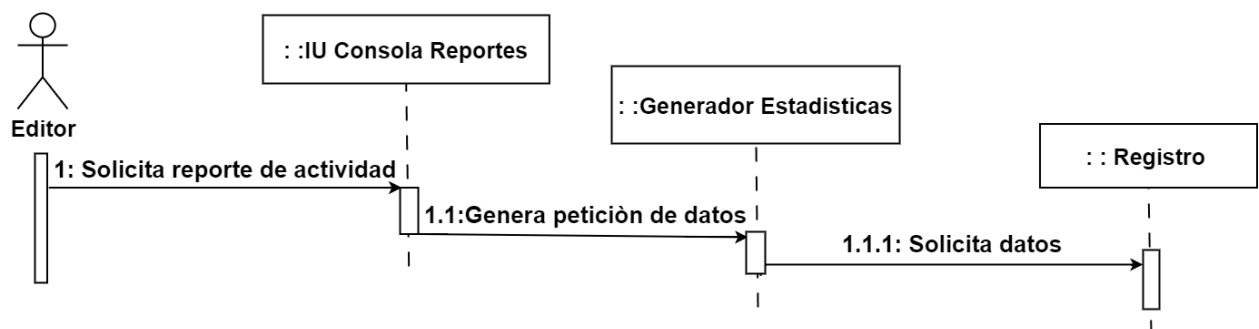 : :IU Consola Reportes
: :Generador Estadisticas
Editor
: : Registro
1: Solicita reporte de actividad
1.1:Genera peticiòn de datos
1.1.1: Solicita datos